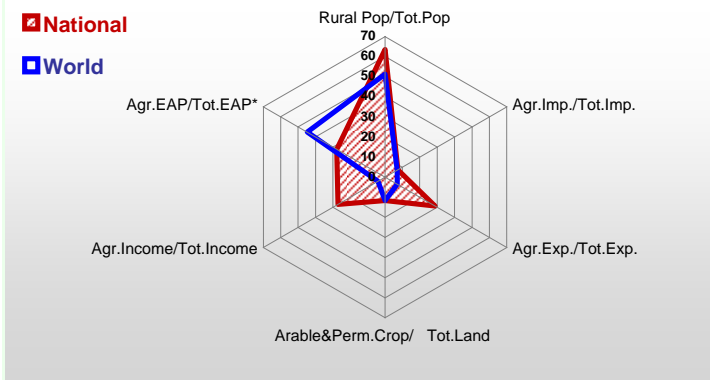 National
World
Rural Pop/Tot.Pop
70
60
50
40
30
20
10
0
Agr.EAP/Tot.EAP*
Agr.Imp./Tot.Imp.
Agr.Income/Tot.Income
Agr.Exp./Tot.Exp.
Arable&Perm.Crop/ Tot.Land